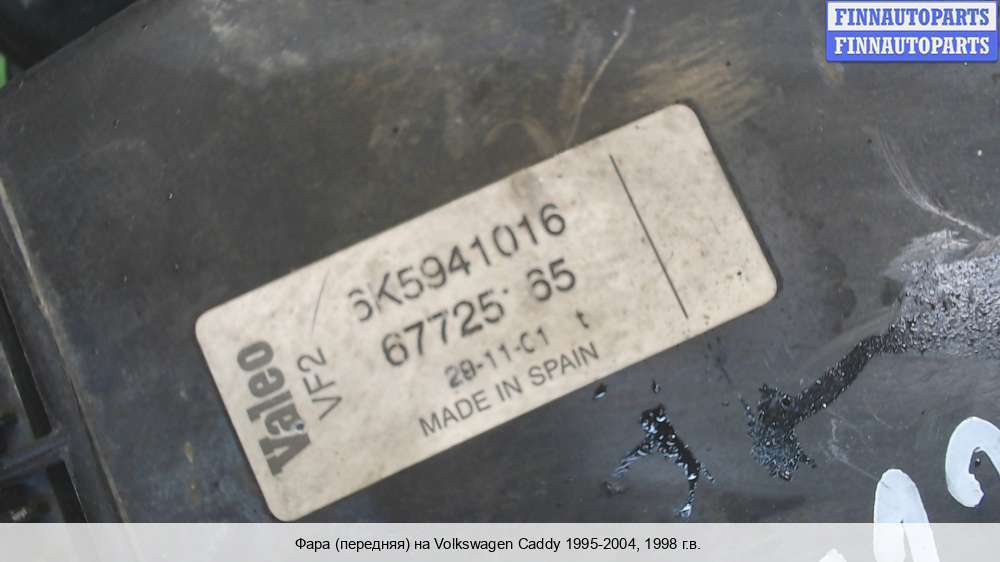 FINNAUTOPARTS
FINNAUTOPARTS
Valeo
VF2
6K5941016
67725 65
29-11-01 t
MADE IN SPAIN
Фара (передняя) на Volkswagen Caddy 1995-2004, 1998 г.в.